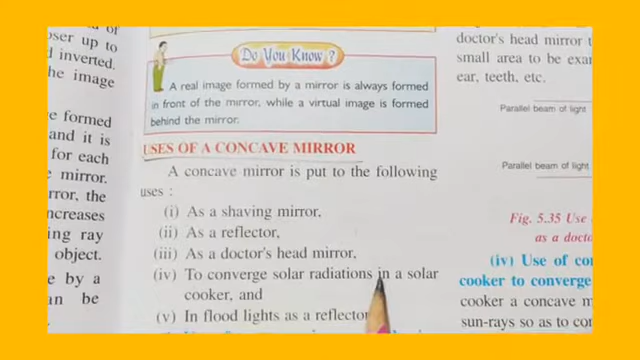 oser up to
inverted.
he image
formed
and it is
for each
mirror.
rror, the
ncreases
ing ray
object.
e by a
an be
Do You Know ?
A real image formed by a mirror is always formed
in front of the mirror, while a virtual image is formed
behind the mirror.
USES OF A CONCAVE MIRROR
A concave mirror is put to the following
uses :
(i) As a shaving mirror,
(ii) As a reflector,
(iii) As a doctor's head mirror,
(iv) To converge solar radiations in a solar
cooker, and
(v) In flood lights as a reflector
doctor's head mirror t
small area to be exa
ear, teeth, etc.
Parallel beam of light
Parallel beam of light
Fig. 5.35 Use
as a docto
(iv) Use of con
cooker to converge
cooker a concave m
sun-rays so as to con